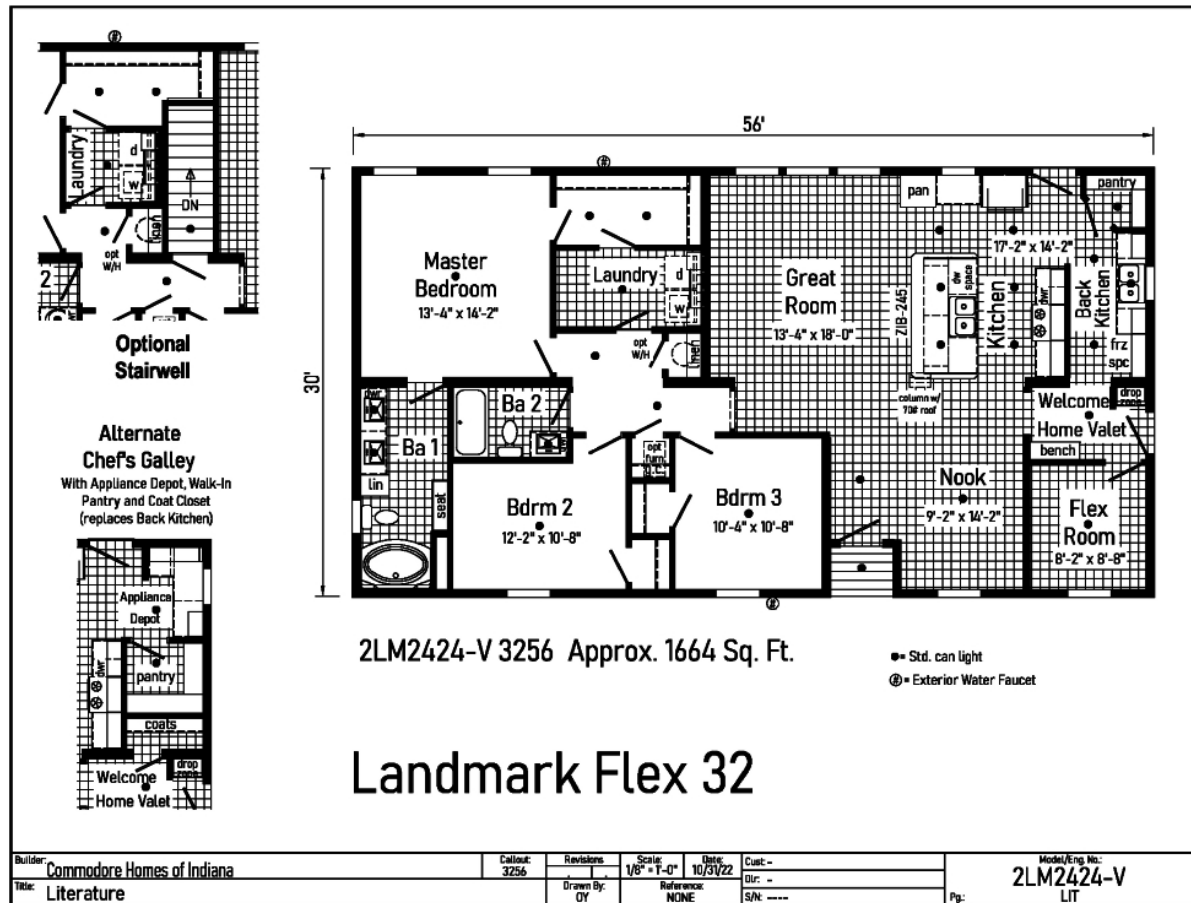 56'
30'
Laundry
d
w
DN
linen
opt
W/H
2
Optional
Stairwell
Alternate
Chef's Galley
With Appliance Depot, Walk-In
Pantry and Coat Closet
(replaces Back Kitchen)
Appliance
Depot
dwr
pantry
coats
Welcome
Home Valet
drop
zone
Master
Bedroom
13'-4" x 14'-2"
Laundry
d
w
opt
W/H
linen
Great
Room
13'-4" x 18'-0"
pan
pantry
17'-2" x 14'-2"
ZIB-245
dw
space
Kitchen
dwr
Back
Kitchen
frz
spc
column w/
70# roof
drop
zone
Welcome
Home Valet
bench
dwr
Ba 1
lin
seat
Ba 2
opt
furn
Bdrm 2
12'-2" x 10'-8"
Bdrm 3
10'-4" x 10'-8"
Nook
9'-2" x 14'-2"
Flex
Room
8'-2" x 8'-8"
2LM2424-V 3256 Approx. 1664 Sq. Ft.
●= Std. can light
⌗ = Exterior Water Faucet
Landmark Flex 32
Builder: Commodore Homes of Indiana
Title: Literature
Callout:
3256
Revisions
Drawn By:
OY
Scale:
1/8" = 1'-0"
Date:
10/31/22
Reference:
NONE
Cust: -
Dlr: -
S/N: ----
Model/Eng. No.:
2LM2424-V
Pg.: LIT